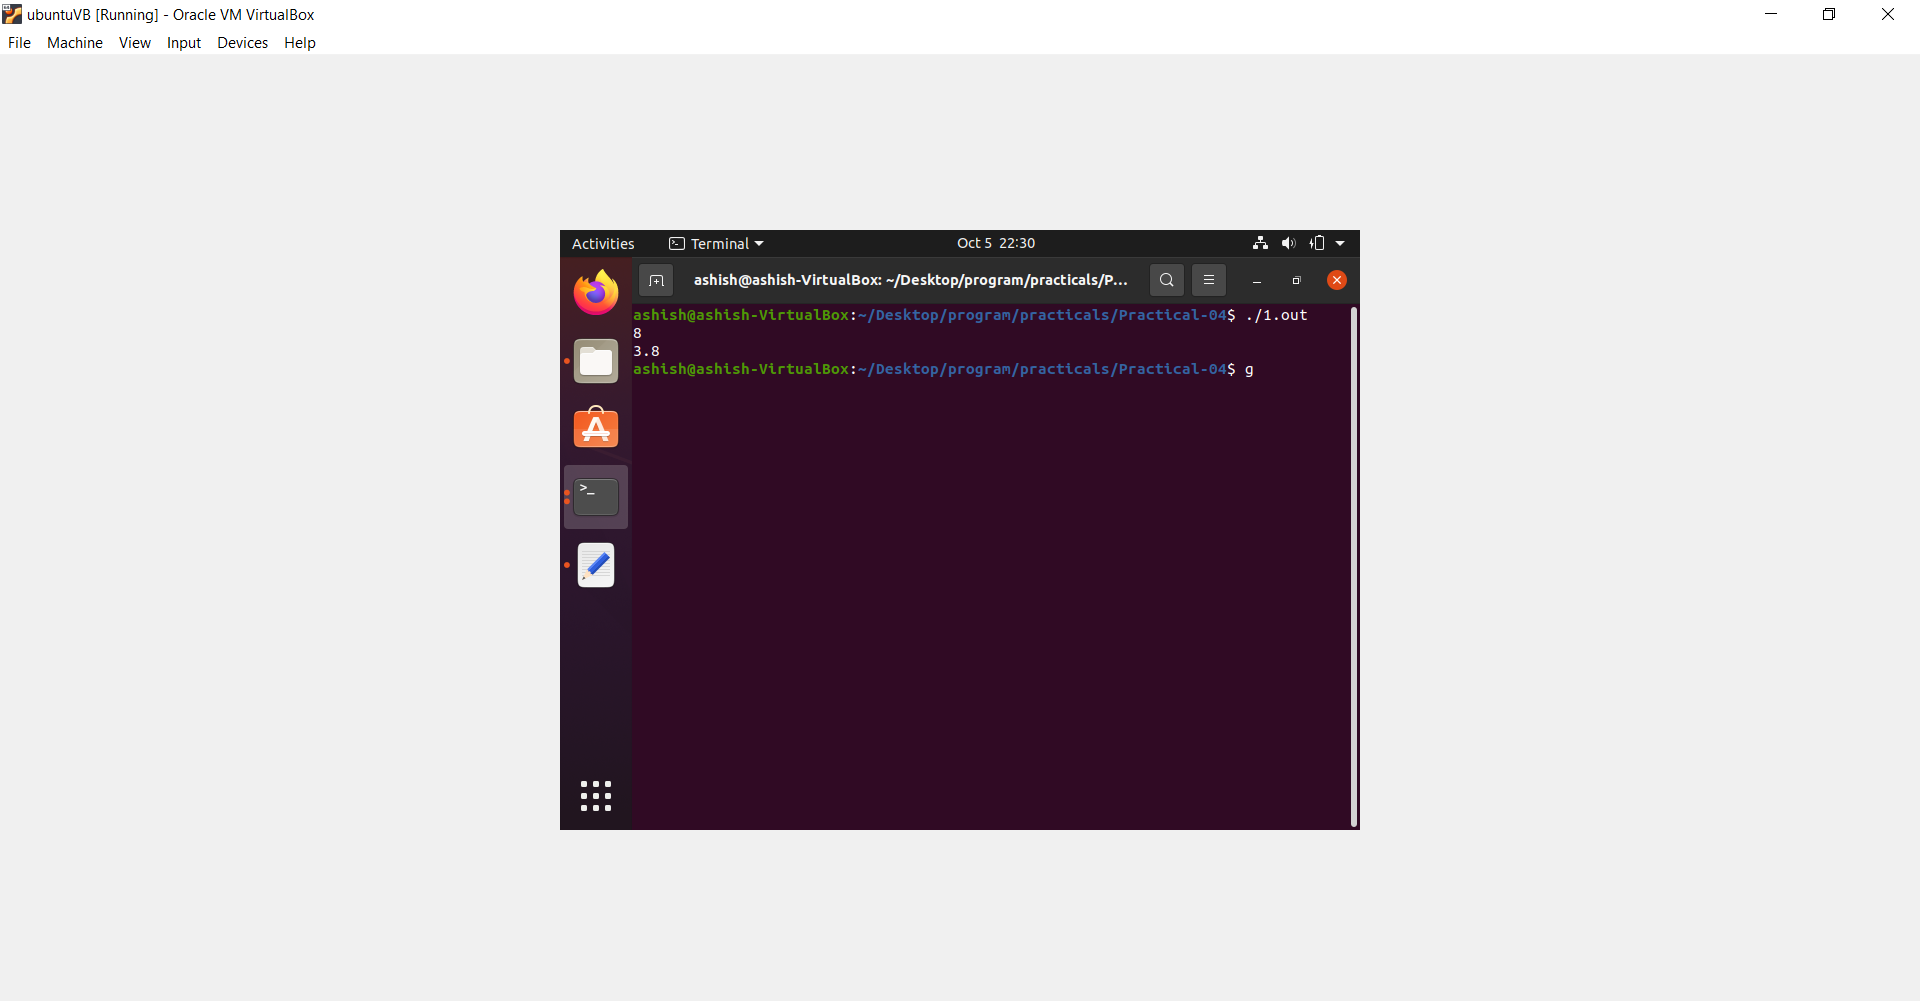 ubuntuVB [Running] - Oracle VM VirtualBox
File Machine View Input Devices Help
Activities Terminal Oct 5 22:30
ashish@ashish-VirtualBox: ~/Desktop/program/practicals/P...
ashish@ashish-VirtualBox:~/Desktop/program/practicals/Practical-04$ ./1.out
8
3.8
ashish@ashish-VirtualBox:~/Desktop/program/practicals/Practical-04$ g